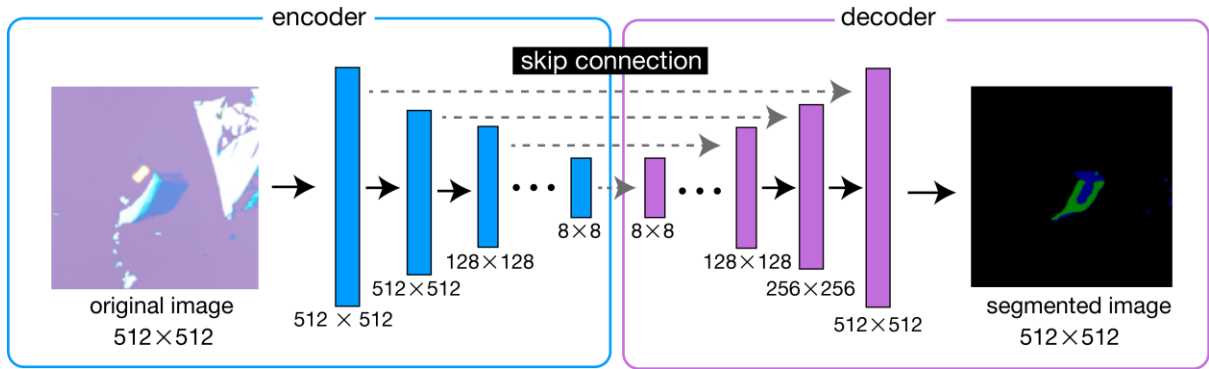 encoder
decoder
skip connection
original image
512×512
512 × 512
512×512
128×128
8×8
8×8
128×128
256×256
512×512
segmented image
512×512